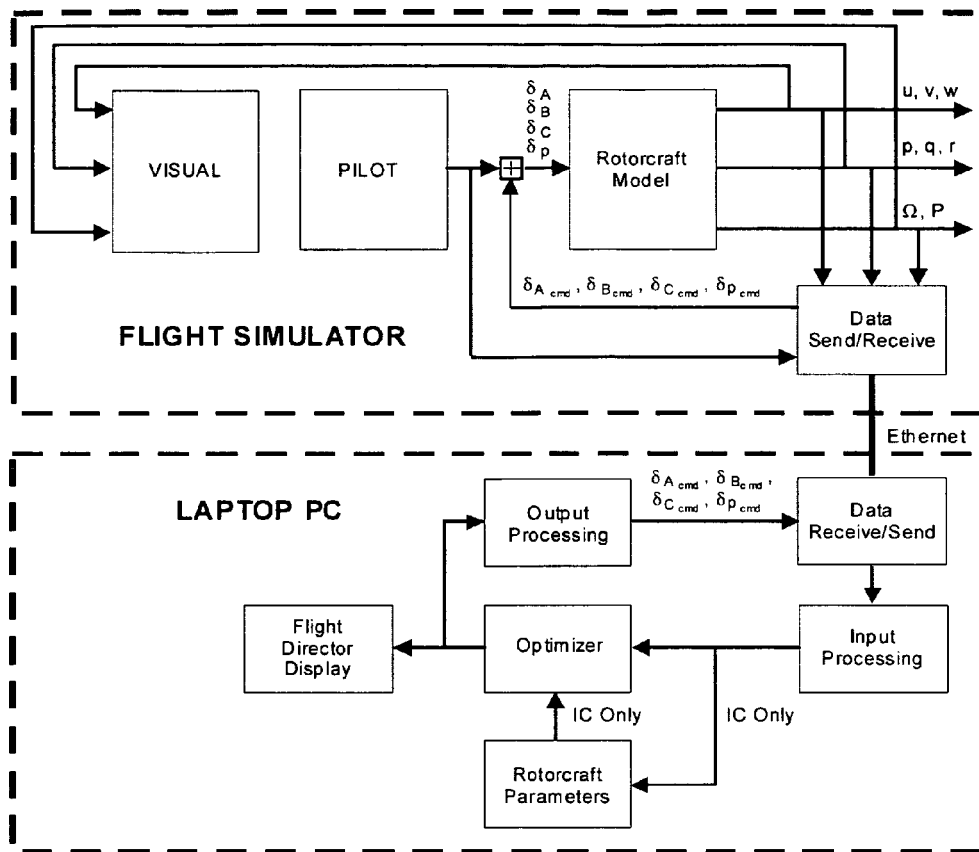 δA
δB
δC
δp
u, v, w
VISUAL
PILOT
Rotorcraft
Model
p, q, r
Ω, P
δA cmd , δB cmd , δC cmd , δp cmd
FLIGHT SIMULATOR
Data
Send/Receive
Ethernet
LAPTOP PC
Output
Processing
δA cmd , δB cmd ,
δC cmd , δp cmd
Data
Receive/Send
Flight
Director
Display
Optimizer
Input
Processing
IC Only
IC Only
Rotorcraft
Parameters